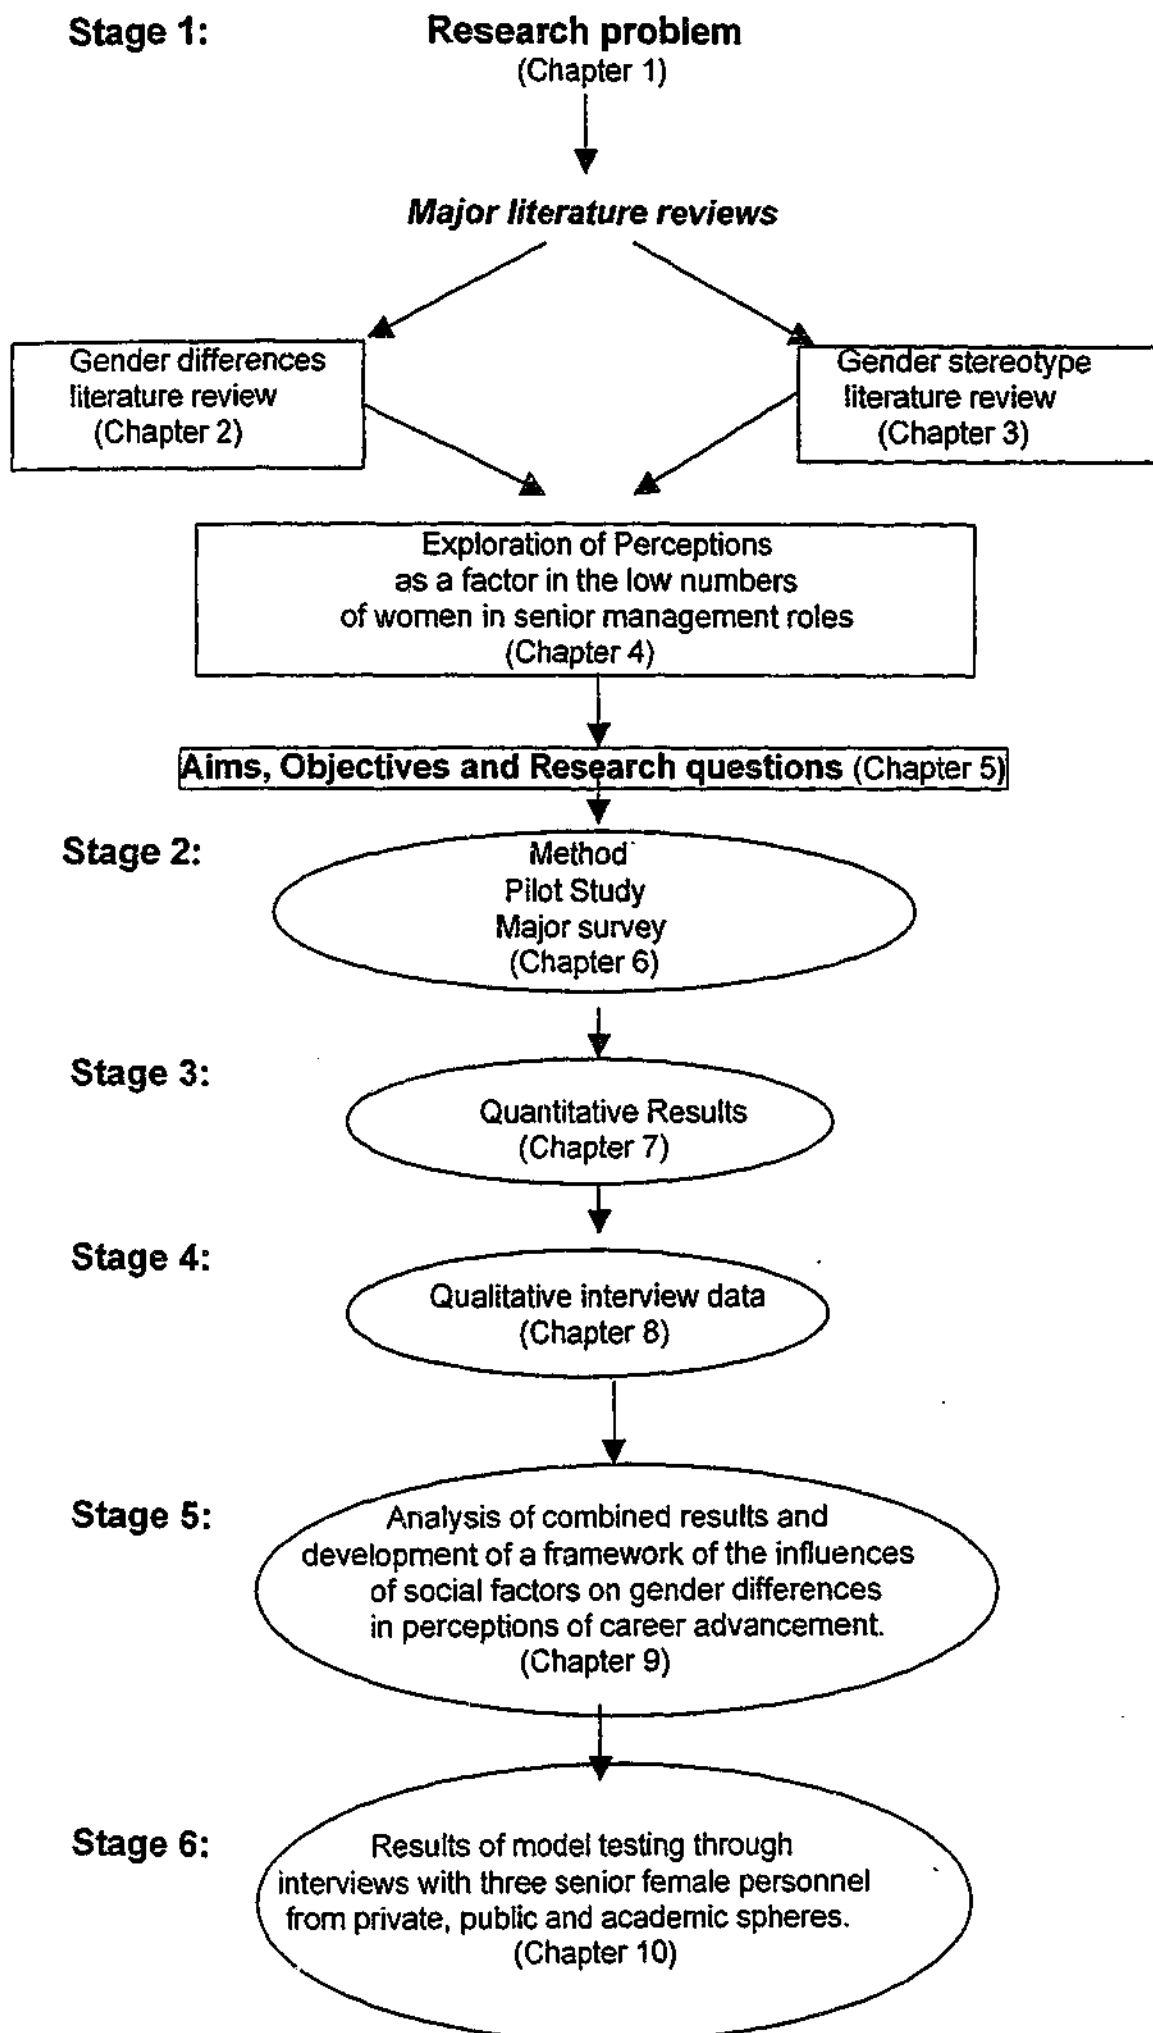 Stage 1:
Research problem
(Chapter 1)
Major literature reviews
Gender differences
literature review
(Chapter 2)
Gender stereotype
literature review
(Chapter 3)
Exploration of Perceptions
as a factor in the low numbers
of women in senior management roles
(Chapter 4)
Aims, Objectives and Research questions (Chapter 5)
Stage 2:
Method
Pilot Study
Major survey
(Chapter 6)
Stage 3:
Quantitative Results
(Chapter 7)
Stage 4:
Qualitative interview data
(Chapter 8)
Stage 5:
Analysis of combined results and
development of a framework of the influences
of social factors on gender differences
in perceptions of career advancement.
(Chapter 9)
Stage 6:
Results of model testing through
interviews with three senior female personnel
from private, public and academic spheres.
(Chapter 10)